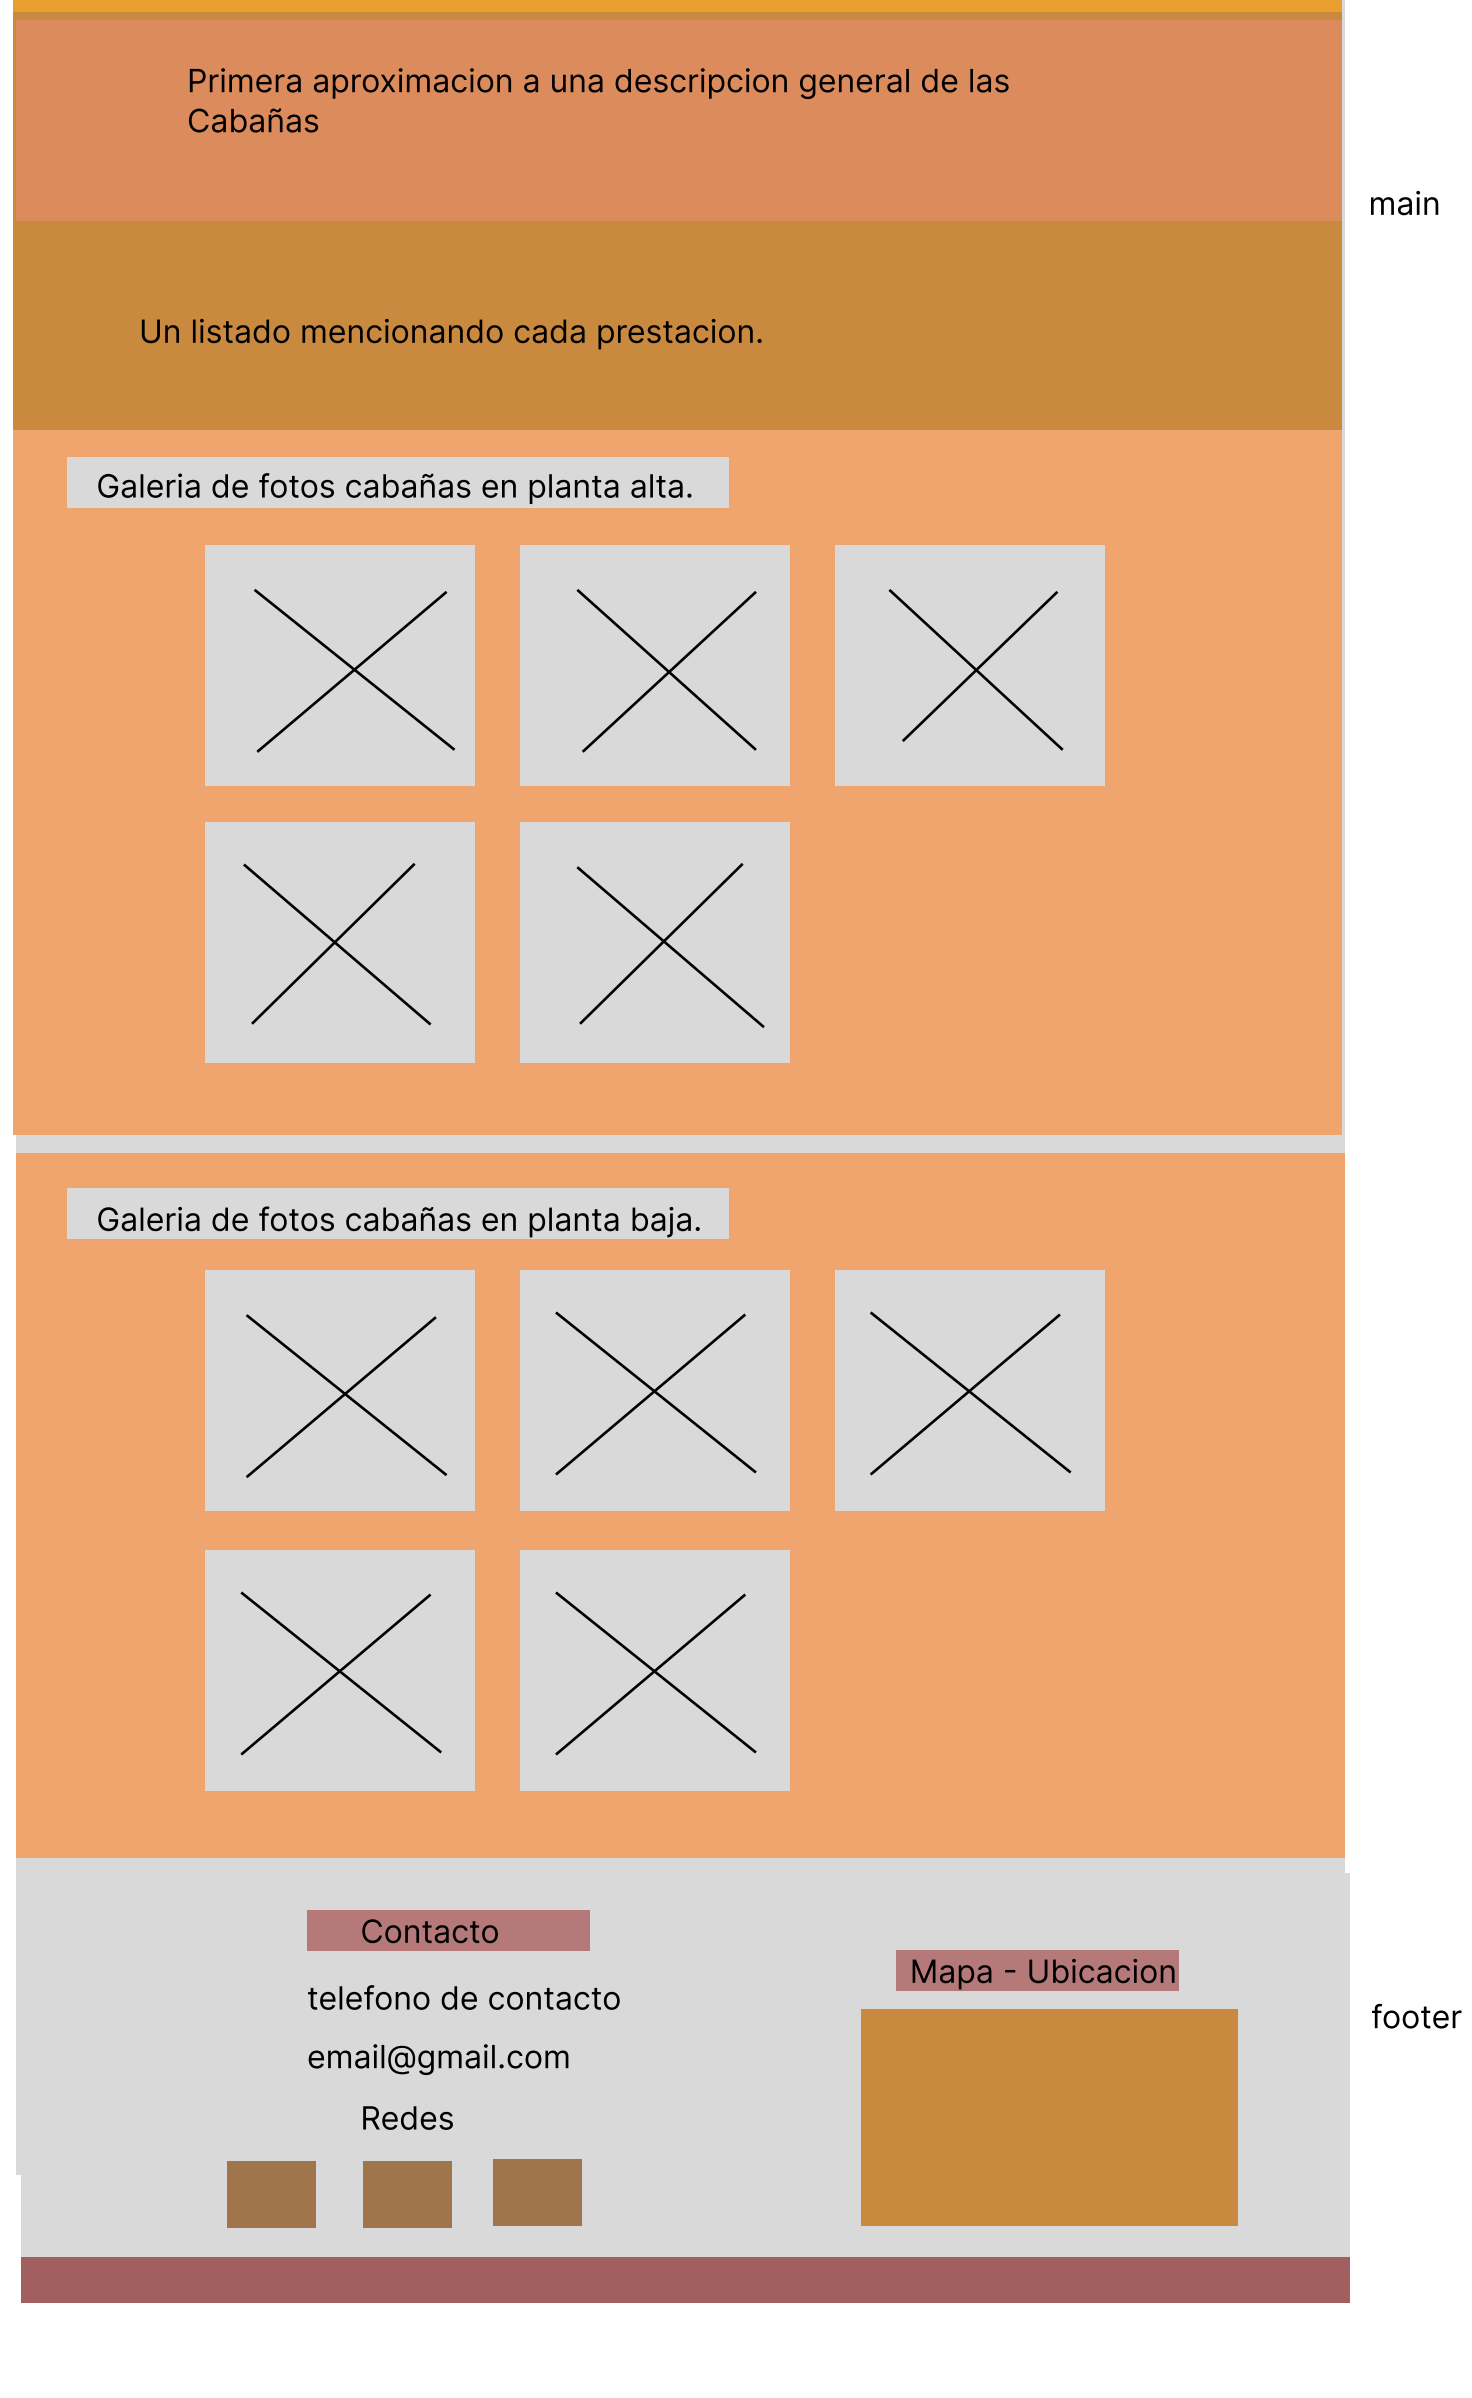 Primera aproximacion a una descripcion general de las
Cabañas
main
Un listado mencionando cada prestacion.
Galeria de fotos cabañas en planta alta.
Galeria de fotos cabañas en planta baja.
Contacto
telefono de contacto
email@gmail.com
Redes
Mapa - Ubicacion
footer